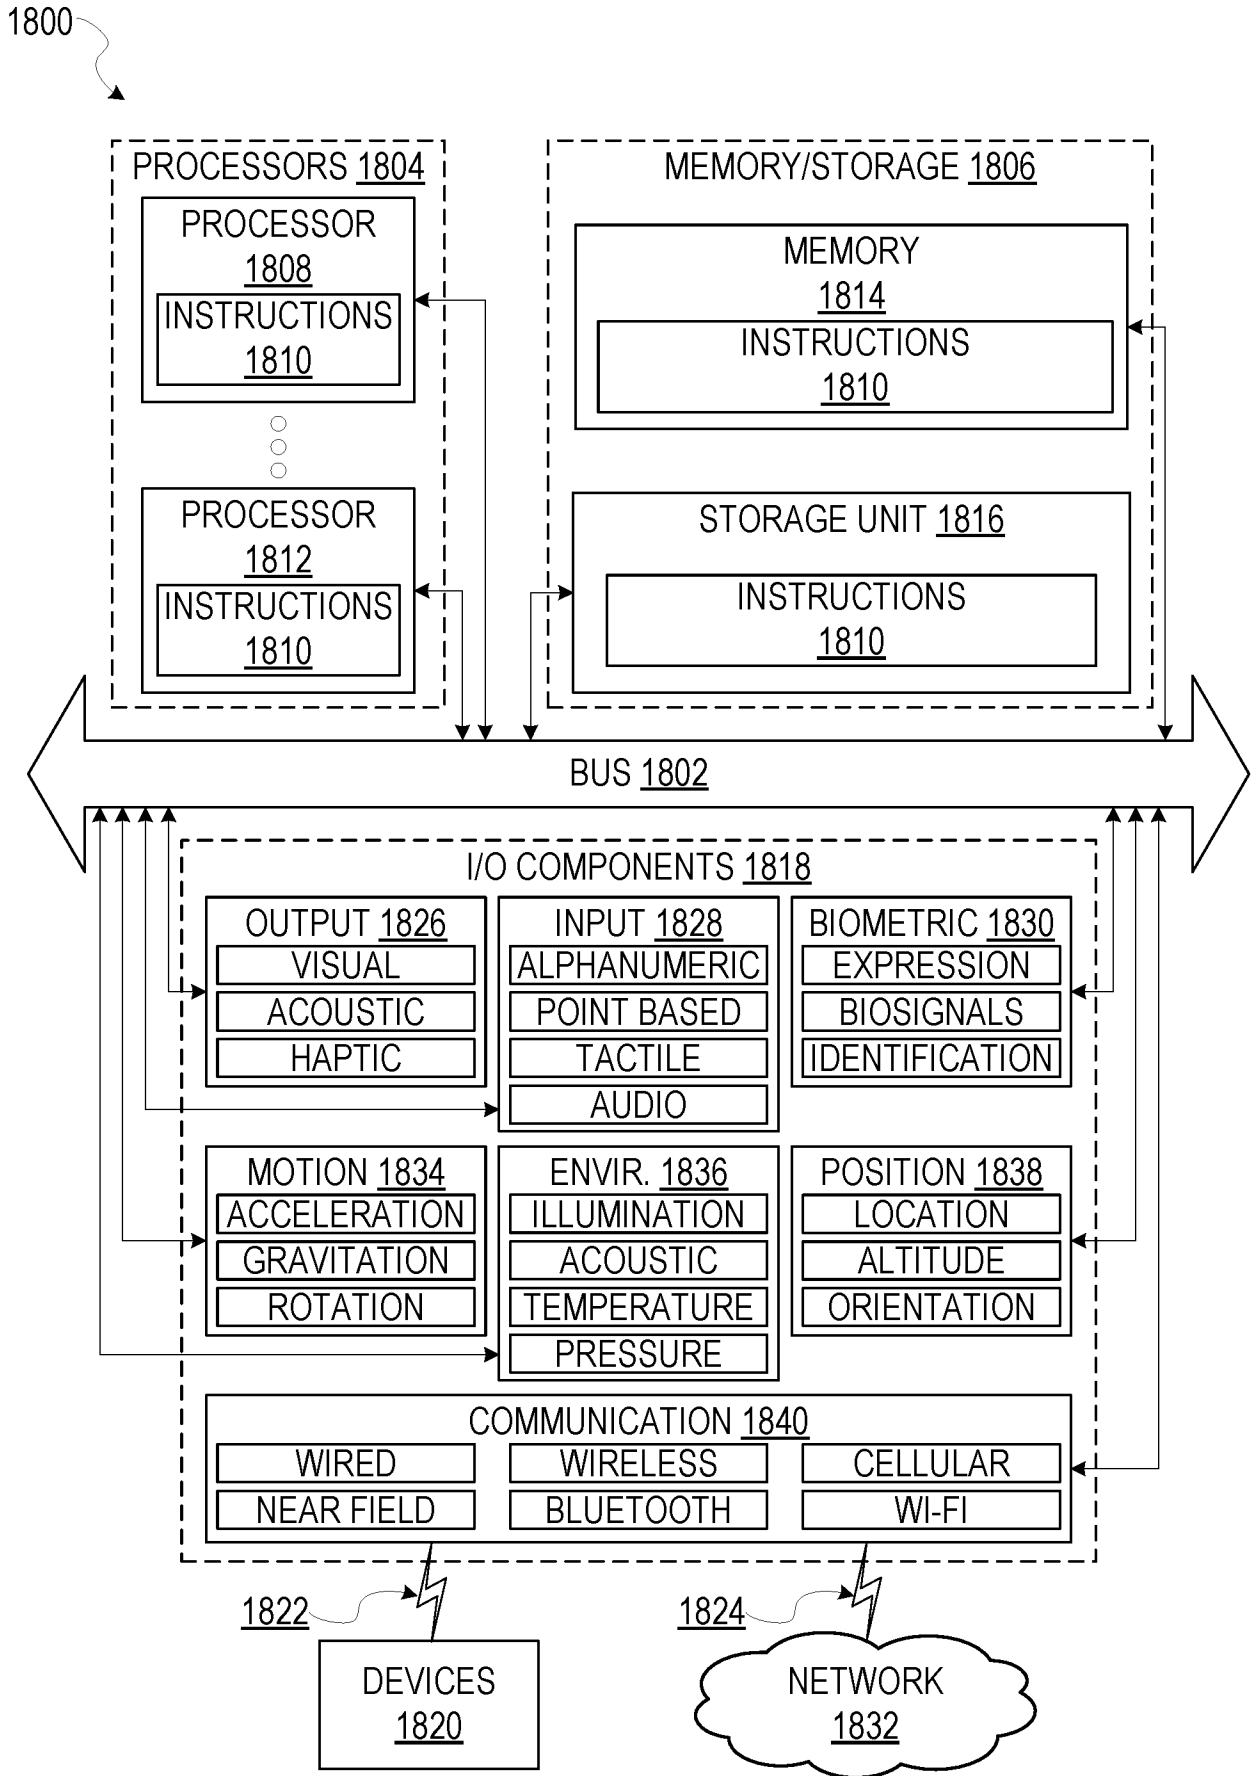 1800
PROCESSORS 1804
PROCESSOR
1808
INSTRUCTIONS
1810
PROCESSOR
1812
INSTRUCTIONS
1810
MEMORY/STORAGE 1806
MEMORY
1814
INSTRUCTIONS
1810
STORAGE UNIT 1816
INSTRUCTIONS
1810
BUS 1802
I/O COMPONENTS 1818
OUTPUT 1826
VISUAL
ACOUSTIC
HAPTIC
INPUT 1828
ALPHANUMERIC
POINT BASED
TACTILE
AUDIO
BIOMETRIC 1830
EXPRESSION
BIOSIGNALS
IDENTIFICATION
MOTION 1834
ACCELERATION
GRAVITATION
ROTATION
ENVIR. 1836
ILLUMINATION
ACOUSTIC
TEMPERATURE
PRESSURE
POSITION 1838
LOCATION
ALTITUDE
ORIENTATION
COMMUNICATION 1840
WIRED
WIRELESS
CELLULAR
NEAR FIELD
BLUETOOTH
WI-FI
1822
1824
DEVICES
1820
NETWORK
1832